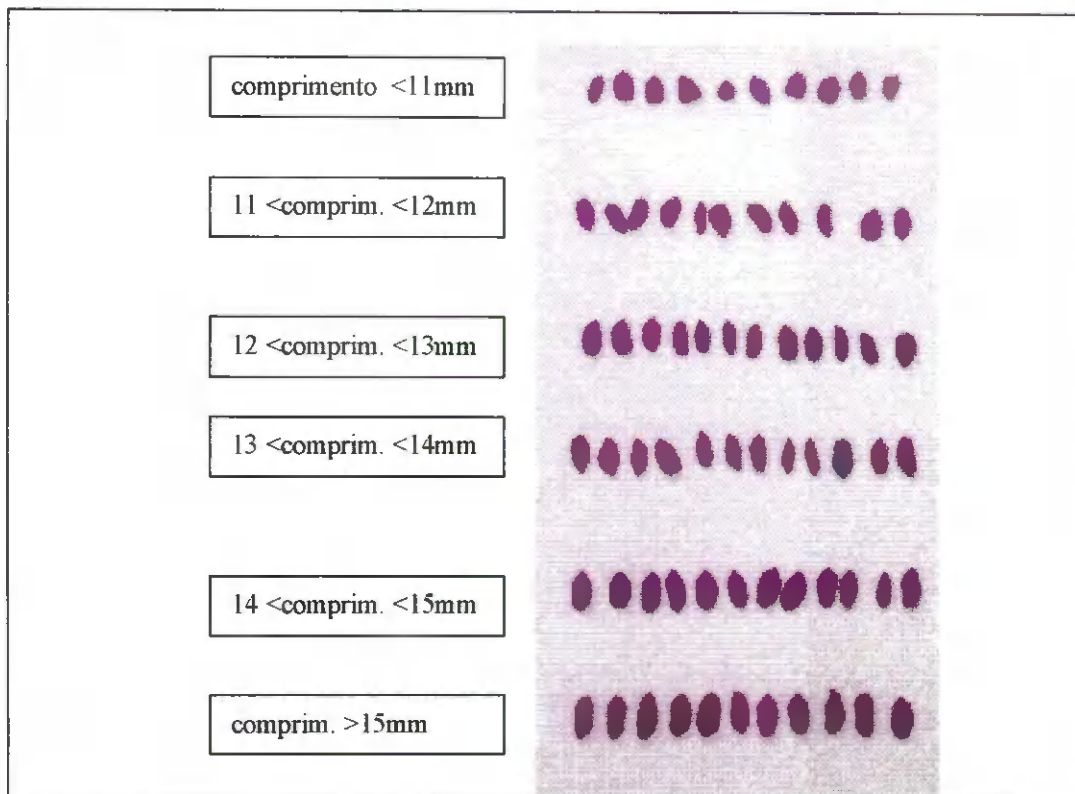 comprimento <11mm
11 <comprim. <12mm
12 <comprim. <13mm
13 <comprim. <14mm
14 <comprim. <15mm
comprim. >15mm